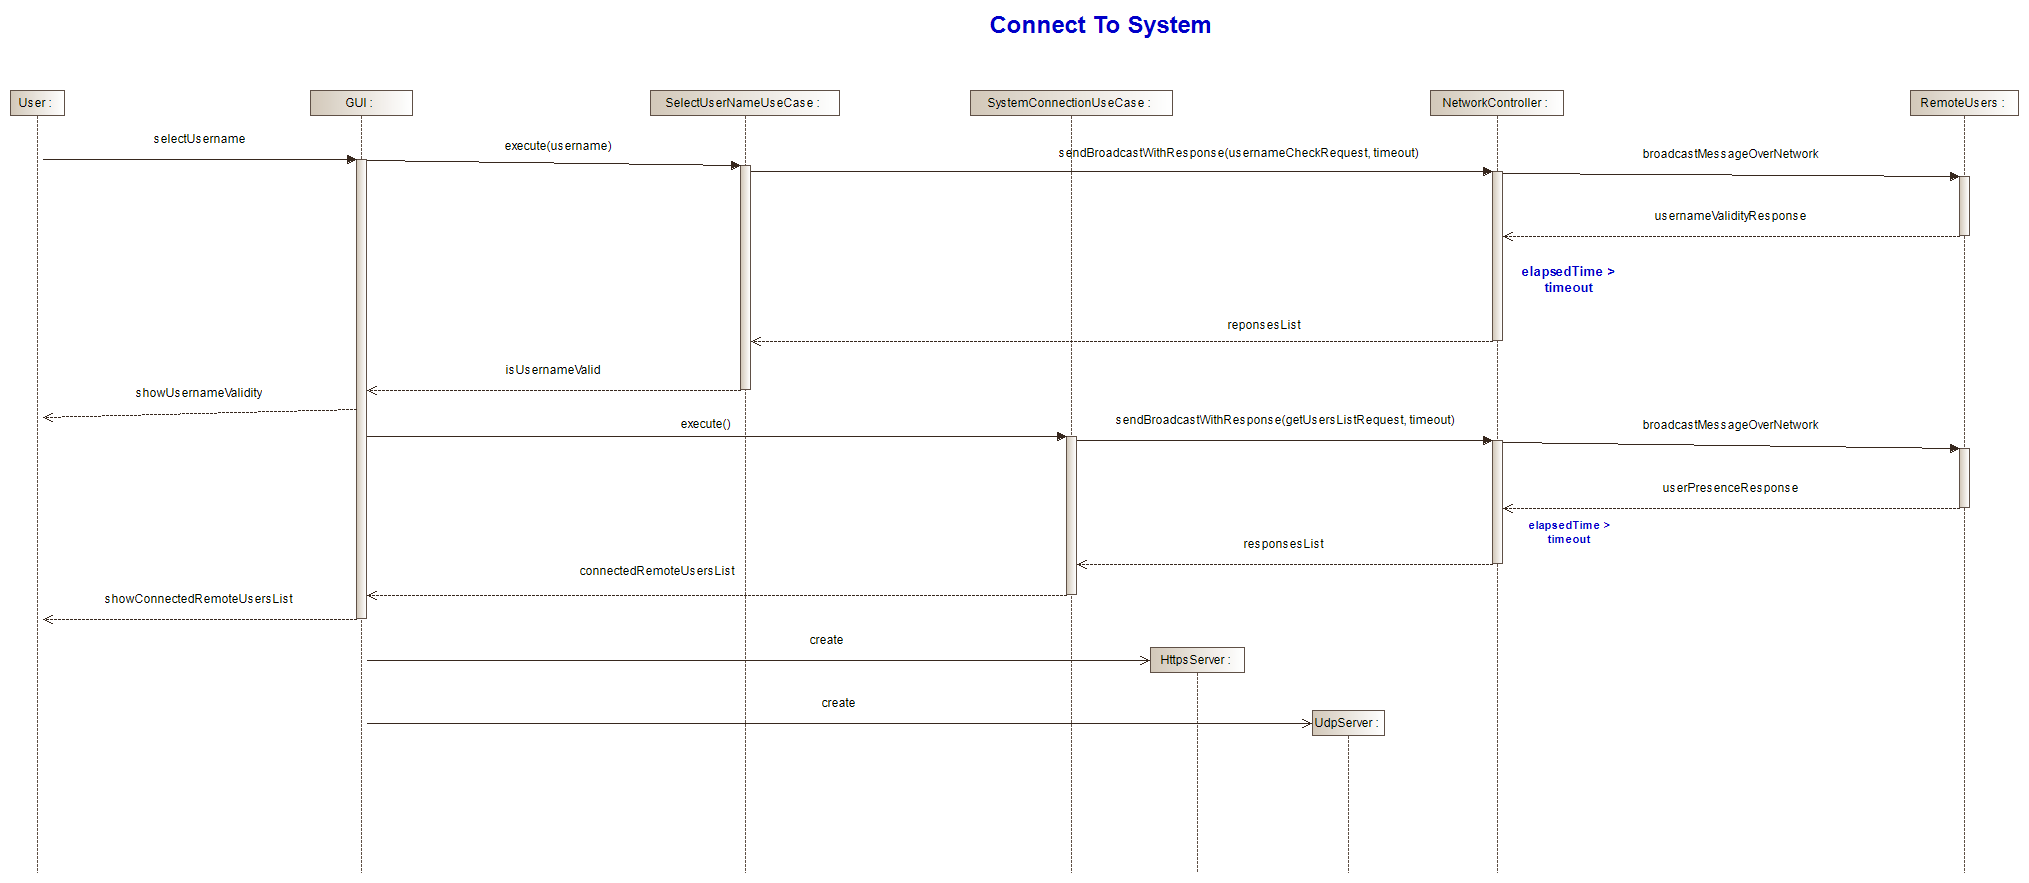 Connect To System
User :
GUI :
SelectUserNameUseCase :
SystemConnectionUseCase :
NetworkController :
RemoteUsers :
selectUsername
execute(username)
sendBroadcastWithResponse(usernameCheckRequest, timeout)
broadcastMessageOverNetwork
usernameValidityResponse
elapsedTime >
timeout
reponsesList
isUsernameValid
showUsernameValidity
execute()
sendBroadcastWithResponse(getUsersListRequest, timeout)
broadcastMessageOverNetwork
userPresenceResponse
elapsedTime >
timeout
responsesList
connectedRemoteUsersList
showConnectedRemoteUsersList
create
HttpsServer :
create
UdpServer :